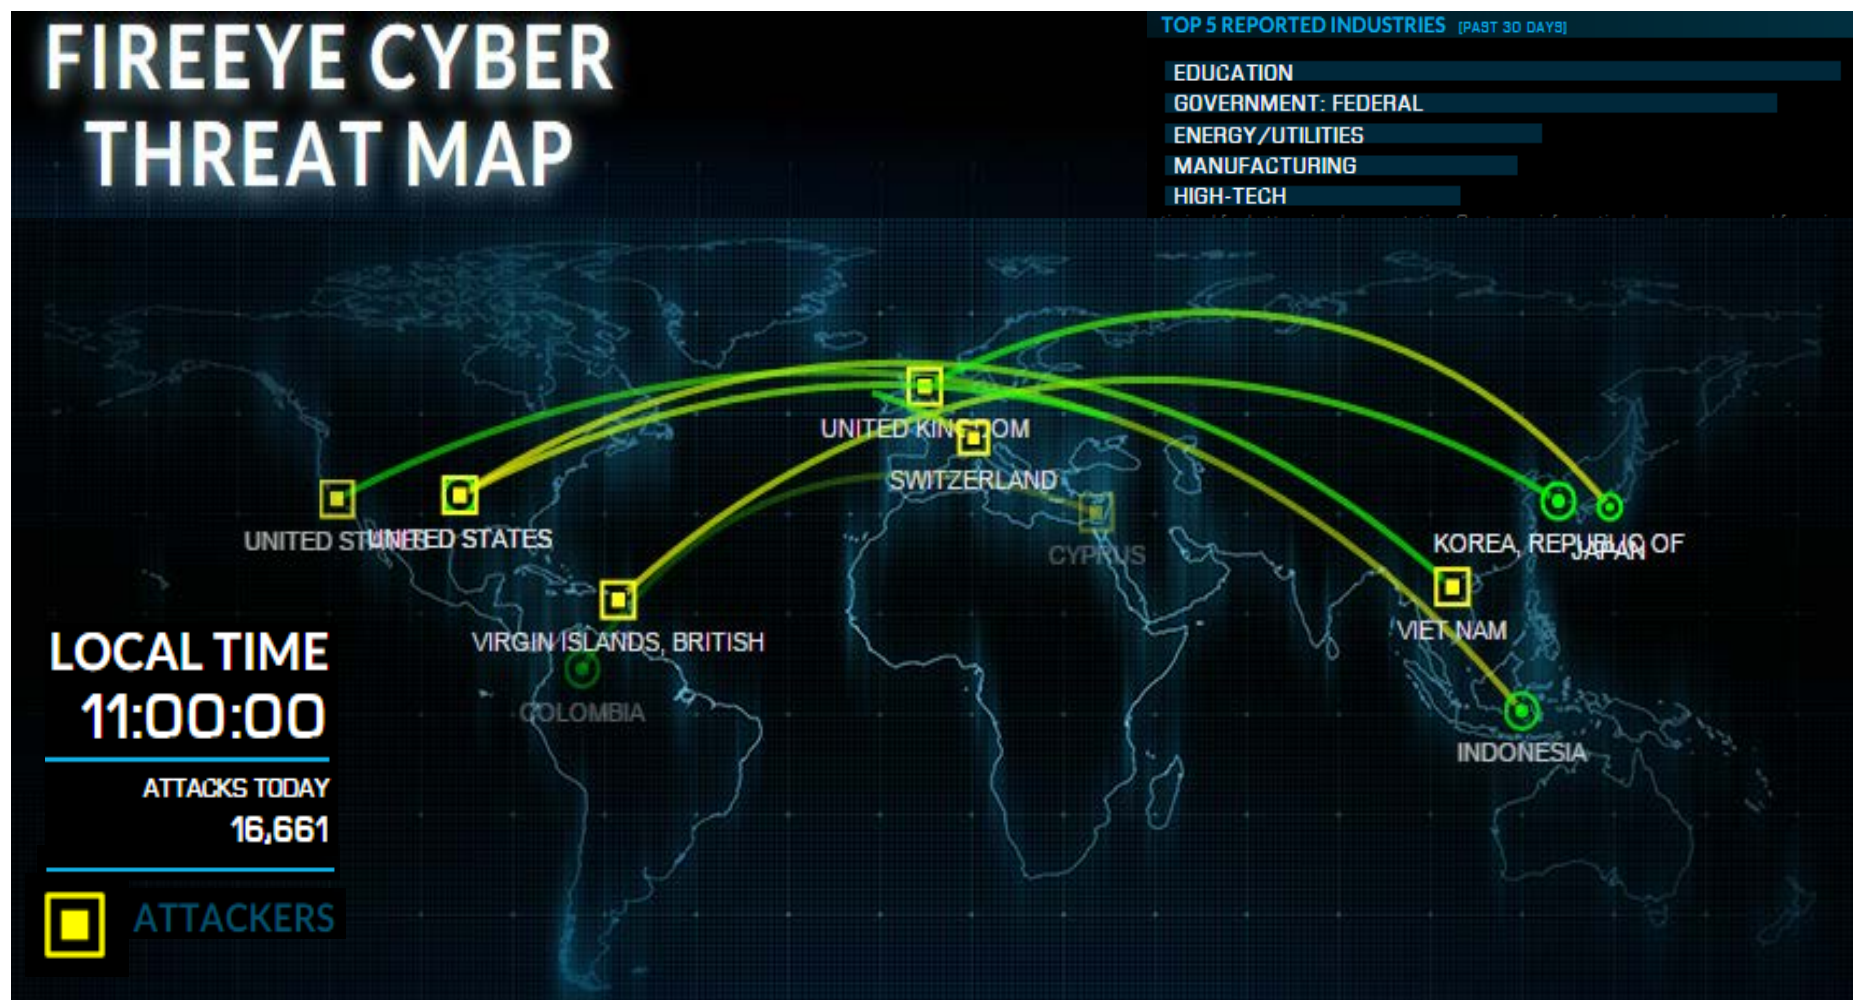 FIREEYE CYBER
THREAT MAP
TOP 5 REPORTED INDUSTRIES [PAST 30 DAYS]
EDUCATION
GOVERNMENT: FEDERAL
ENERGY/UTILITIES
MANUFACTURING
HIGH-TECH
UNITED KINGDOM
SWITZERLAND
UNITED STATES
UNITED STATES
CYPRUS
KOREA, REPUBLIC OF
JAPAN
VIRGIN ISLANDS, BRITISH
VIET NAM
COLOMBIA
INDONESIA
LOCAL TIME
11:00:00
ATTACKS TODAY
16,661
ATTACKERS